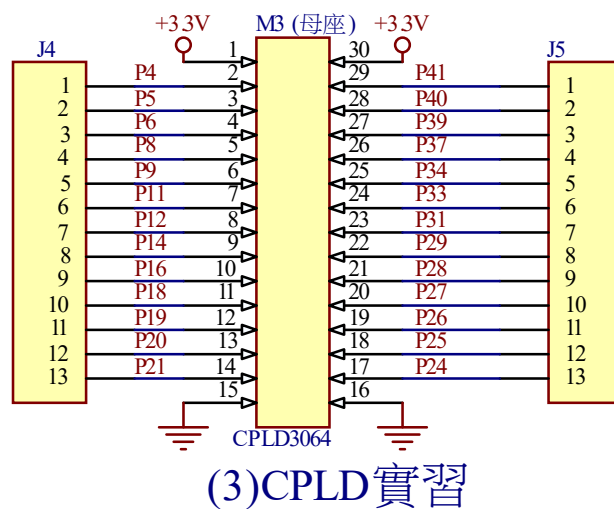 +3.3V M3 (母座) +3.3V
J4 J5
1 30
1 P4 2 29 P41 1
2 P5 3 28 P40 2
3 P6 4 27 P39 3
4 P8 5 26 P37 4
5 P9 6 25 P34 5
6 P11 7 24 P33 6
7 P12 8 23 P31 7
8 P14 9 22 P29 8
9 P16 10 21 P28 9
10 P18 11 20 P27 10
11 P19 12 19 P26 11
12 P20 13 18 P25 12
13 P21 14 17 P24 13
15 16
CPLD3064
(3)CPLD實習